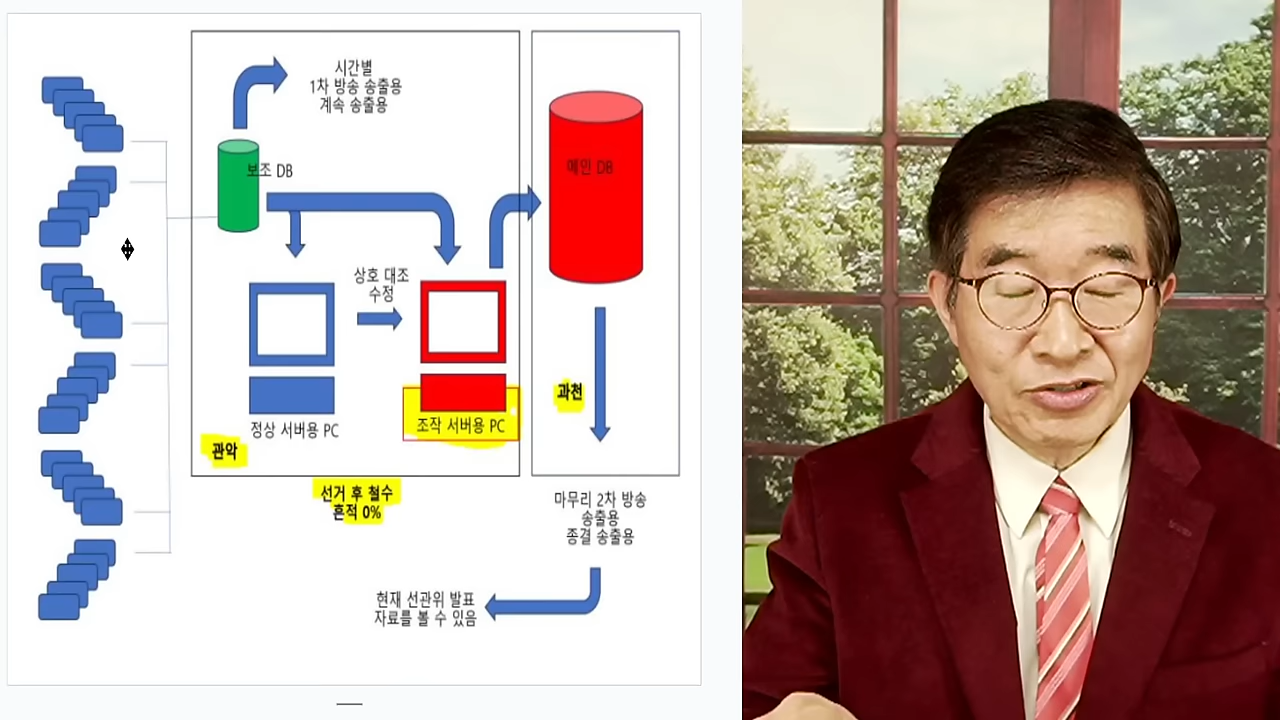 시간별
1차 방송 송출용
계속 송출용
보조 DB
메인 DB
상호 대조
수정
정상 서버용 PC
조작 서버용 PC
관악
과천
선거 후 철수
흔적 0%
마무리 2차 방송
송출용
종결 송출용
현재 선관위 발표
자료를 볼 수 있음